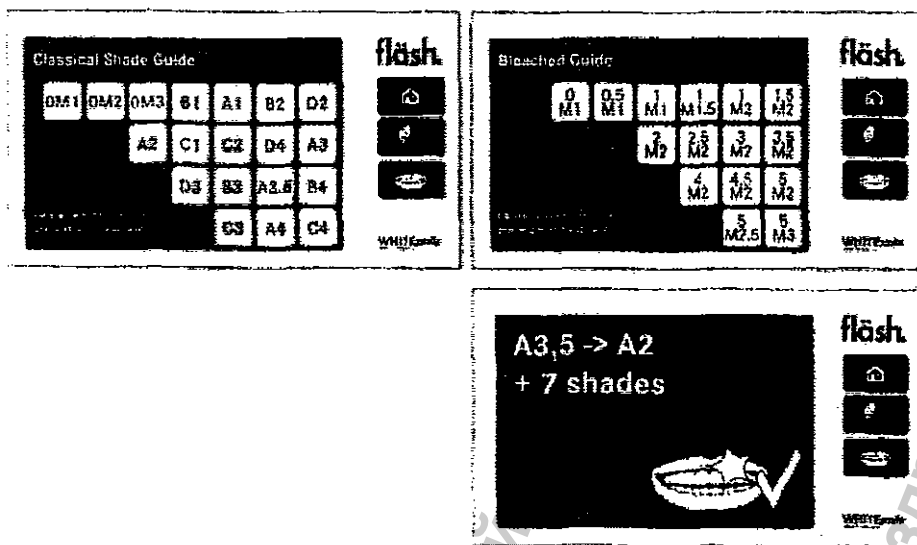 Classical Shade Guide
0M1 0M2 0M3 B1 A1 B2 D2
A2 C1 C2 D4 A3
D3 B3 A3.5 B4
C3 A4 C4
fläsh.
WHITEsmile
Bleached Guide
0 M1 0.5 M1 1 M1 1 M1.5 1 M2 1.5 M2
2 M2 2.5 M2 3 M2 3.5 M2
4 M2 4.5 M2 5 M2
5 M2.5 5 M3
fläsh.
WHITEsmile
A3,5 -> A2
+ 7 shades
fläsh.
WHITEsmile